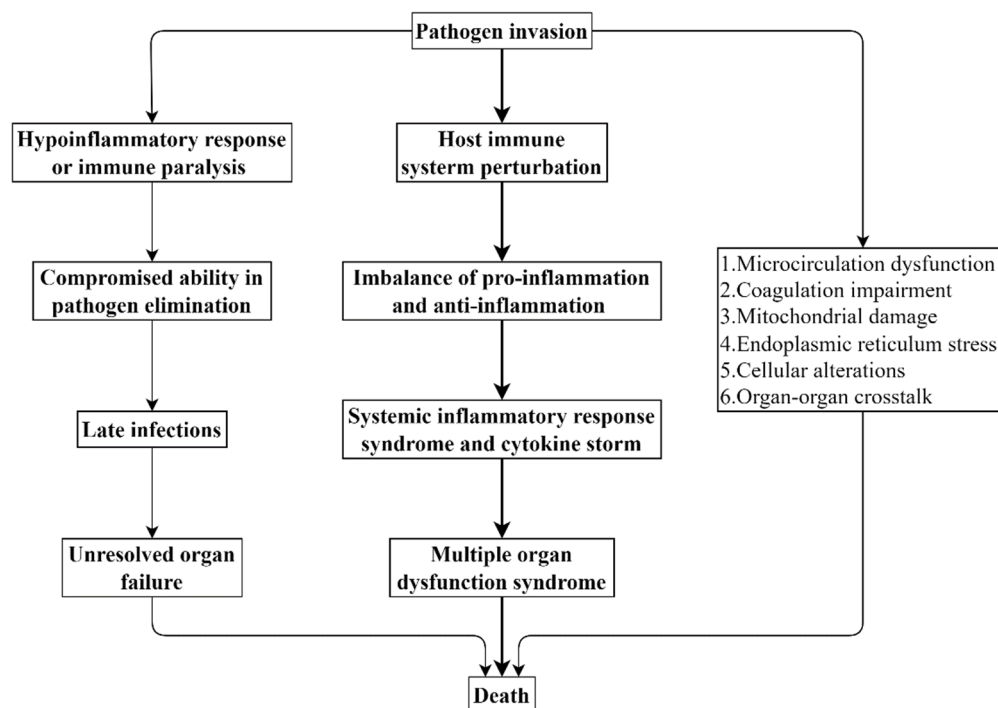 Pathogen invasion
Hypoinflammatory response
or immune paralysis
Compromised ability in
pathogen elimination
Late infections
Unresolved organ
failure
Host immune
systerm perturbation
Imbalance of pro-inflammation
and anti-inflammation
Systemic inflammatory response
syndrome and cytokine storm
Multiple organ
dysfunction syndrome
1.Microcirculation dysfunction
2.Coagulation impairment
3.Mitochondrial damage
4.Endoplasmic reticulum stress
5.Cellular alterations
6.Organ-organ crosstalk
Death